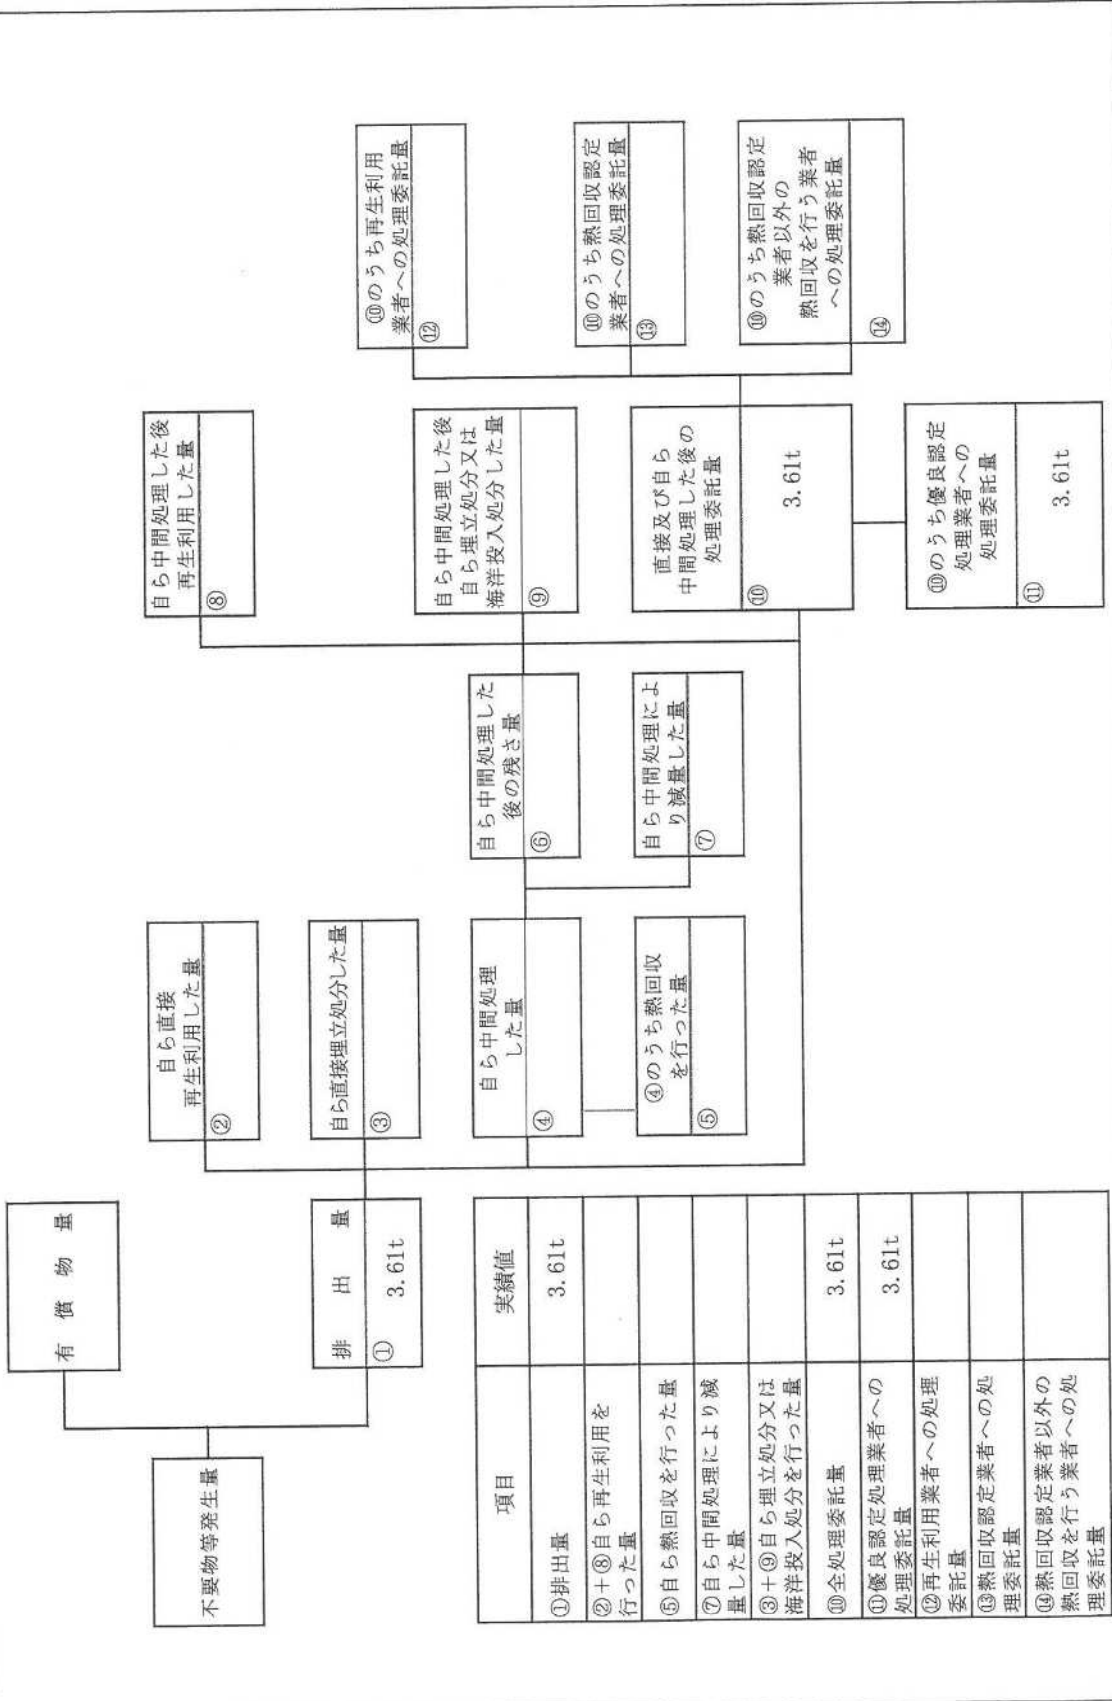 不要物等発生量
有償物量
排出量
① 3.61t
自ら直接
再生利用した量
②
自ら直接埋立処分した量
③
自ら中間処理
した量
④
④のうち熱回収
を行った量
⑤
自ら中間処理した
後の残さ量
⑥
自ら中間処理によ
り減量した量
⑦
自ら中間処理した後
再生利用した量
⑧
自ら中間処理した後
自ら埋立処分又は
海洋投入処分した量
⑨
直接及び自ら
中間処理した後の
処理委託量
⑩ 3.61t
⑩のうち優良認定
処理業者への
処理委託量
⑪ 3.61t
⑩のうち再生利用
業者への処理委託量
⑫
⑩のうち熱回収認定
業者への処理委託量
⑬
⑩のうち熱回収認定
業者以外の
熱回収を行う業者
への処理委託量
⑭
項目 実績値
①排出量 3.61t
②+⑧自ら再生利用を
行った量
⑤自ら熱回収を行った量
⑦自ら中間処理により減
量した量
③+⑨自ら埋立処分又は
海洋投入処分を行った量
⑩全処理委託量 3.61t
⑪優良認定処理業者への
処理委託量 3.61t
⑫再生利用業者への処理
委託量
⑬熱回収認定業者への処
理委託量
⑭熱回収認定業者以外の
熱回収を行う業者への処
理委託量